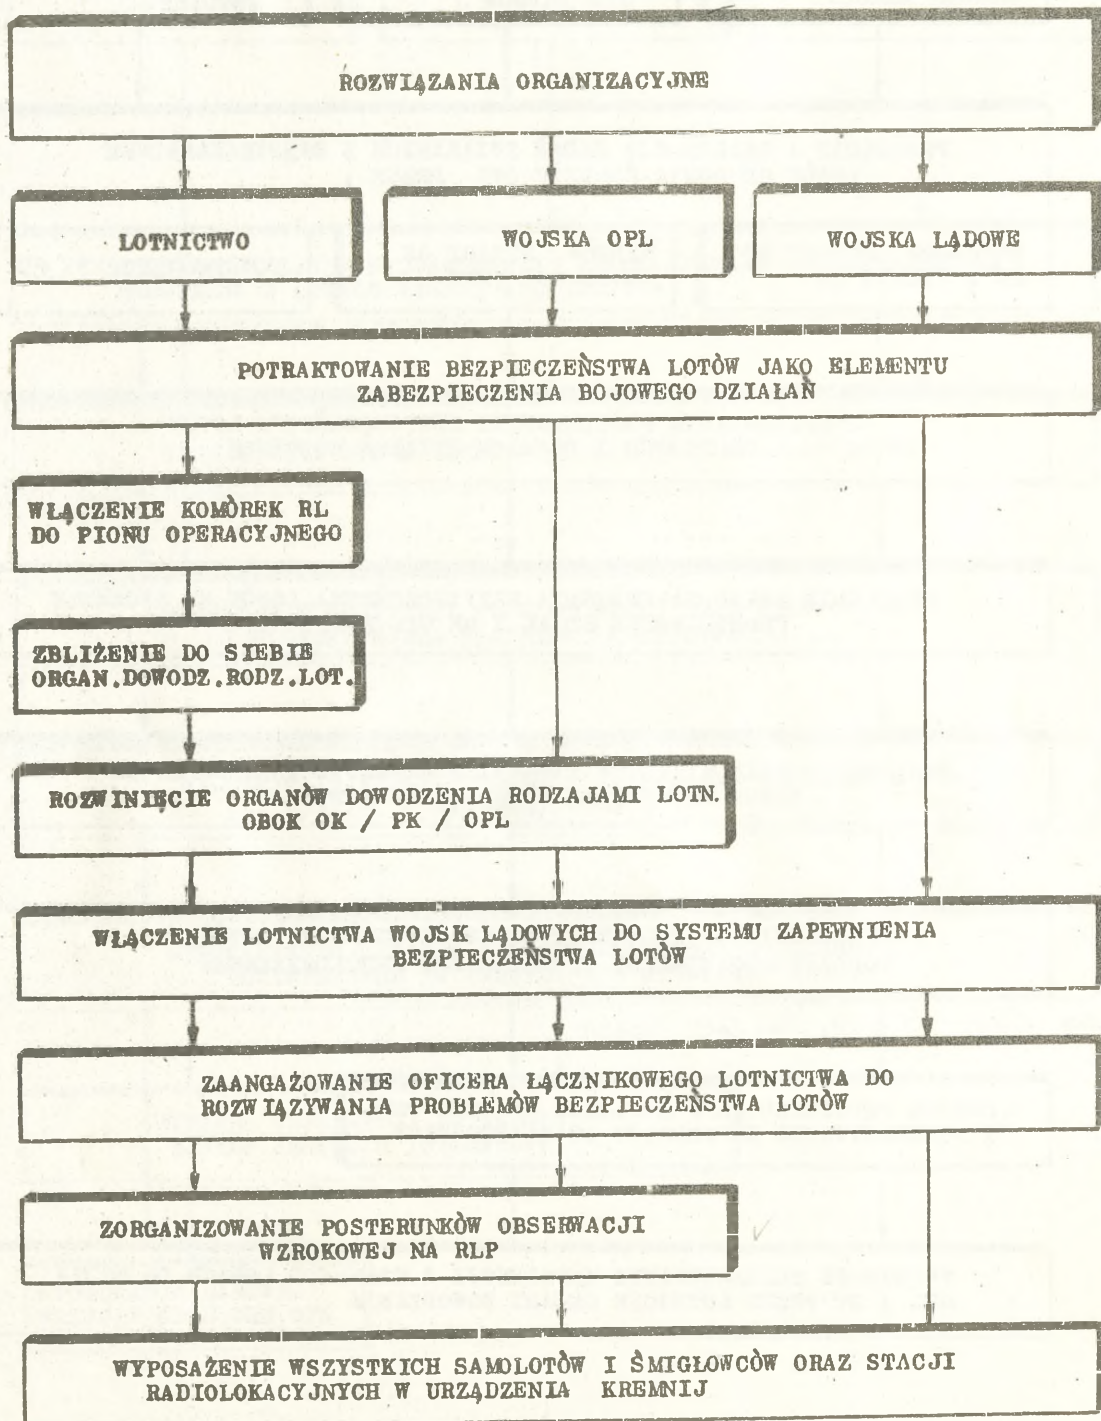 ROZWIĄZANIA ORGANIZACYJNE
LOTNICTWO
WOJSKA OPL
WOJSKA LĄDOWE
POTRAKTOWANIE BEZPIECZEŃSTWA LOTÓW JAKO ELEMENTU
ZABEZPIECZENIA BOJOWEGO DZIAŁAŃ
WŁĄCZENIE KOMÓREK RL
DO PIONU OPERACYJNEGO
ZBLIŻENIE DO SIEBIE
ORGAN.DOWODZ.RODZ.LOT.
ROZWINIĘCIE ORGANÓW DOWODZENIA RODZAJAMI LOTN.
OBOK OK / PK / OPL
WŁĄCZENIE LOTNICTWA WOJSK LĄDOWYCH DO SYSTEMU ZAPEWNIENIA
BEZPIECZEŃSTWA LOTÓW
ZAANGAŻOWANIE OFICERA ŁĄCZNIKOWEGO LOTNICTWA DO
ROZWIĄZYWANIA PROBLEMÓW BEZPIECZEŃSTWA LOTÓW
ZORGANIZOWANIE POSTERUNKÓW OBSERWACJI
WZROKOWEJ NA RLP
WYPOSAŻENIE WSZYSTKICH SAMOLOTÓW I ŚMIGŁOWCÓW ORAZ STACJI
RADIOLOKACYJNYCH W URZĄDZENIA KREMNIJ